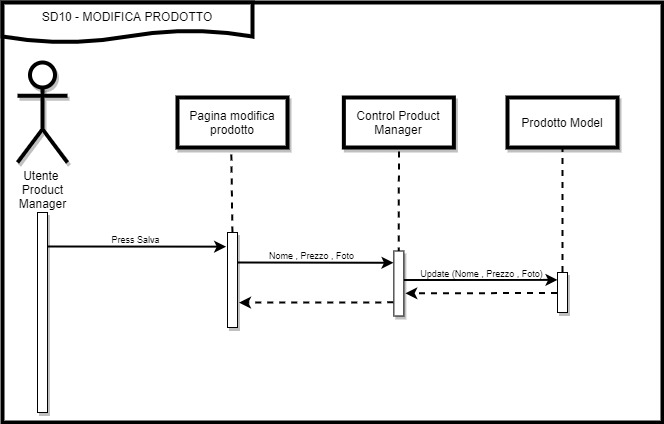 SD10 - MODIFICA PRODOTTO
Utente
Product
Manager
Pagina modifica
prodotto
Control Product
Manager
Prodotto Model
Press Salva
Nome , Prezzo , Foto
Update (Nome , Prezzo , Foto)